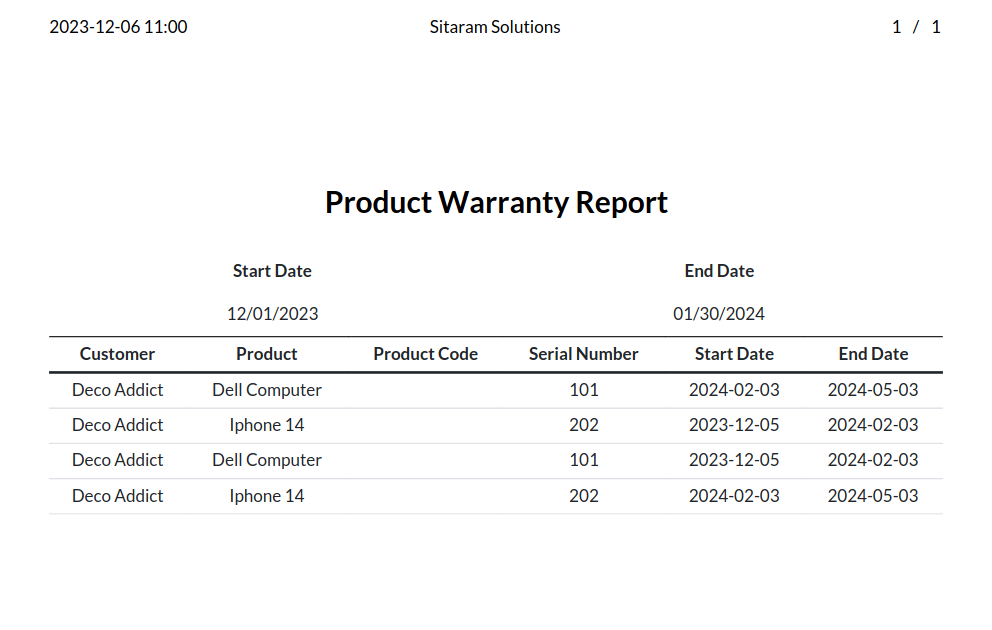 2023-12-06 11:00 Sitaram Solutions 1 / 1
Product Warranty Report
Start Date End Date
12/01/2023 01/30/2024
Customer Product Product Code Serial Number Start Date End Date
Deco Addict Dell Computer 101 2024-02-03 2024-05-03
Deco Addict Iphone 14 202 2023-12-05 2024-02-03
Deco Addict Dell Computer 101 2023-12-05 2024-02-03
Deco Addict Iphone 14 202 2024-02-03 2024-05-03